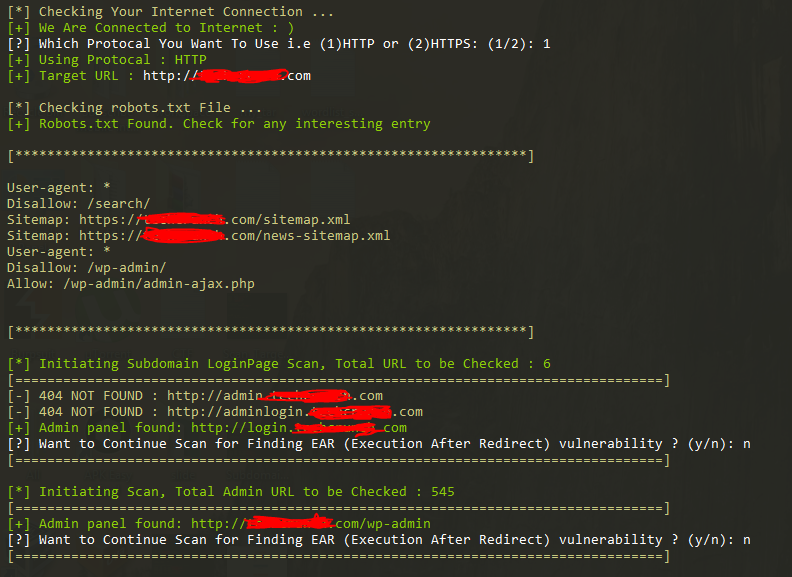 [*] Checking Your Internet Connection ...
[+] We Are Connected to Internet : )
[?] Which Protocal You Want To Use i.e (1)HTTP or (2)HTTPS: (1/2): 1
[+] Using Protocal : HTTP
[+] Target URL : http://.com
[*] Checking robots.txt File ...
[+] Robots.txt Found. Check for any interesting entry
[****************************************************************]
User-agent: *
Disallow: /search/
Sitemap: https://.com/sitemap.xml
Sitemap: https://.com/news-sitemap.xml
User-agent: *
Disallow: /wp-admin/
Allow: /wp-admin/admin-ajax.php
[****************************************************************]
[*] Initiating Subdomain LoginPage Scan, Total URL to be Checked : 6
[=================================================================================]
[-] 404 NOT FOUND : http://admin..com
[-] 404 NOT FOUND : http://adminlogin..com
[+] Admin panel found: http://login..com
[?] Want to Continue Scan for Finding EAR (Execution After Redirect) vulnerability ? (y/n): n
[=================================================================================]
[*] Initiating Scan, Total Admin URL to be Checked : 545
[=================================================================================]
[+] Admin panel found: http://.com/wp-admin
[?] Want to Continue Scan for Finding EAR (Execution After Redirect) vulnerability ? (y/n): n
[=================================================================================]